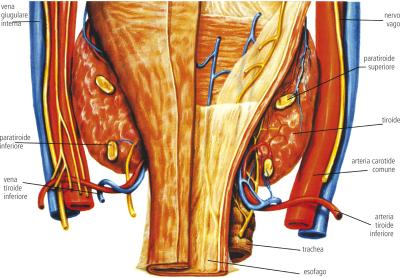 vena
giugulare
interna
paratiroide
inferiore
vena
tiroide
inferiore
nervo
vago
paratiroide
superiore
tiroide
arteria carotide
comune
arteria
tiroide
inferiore
trachea
esofago